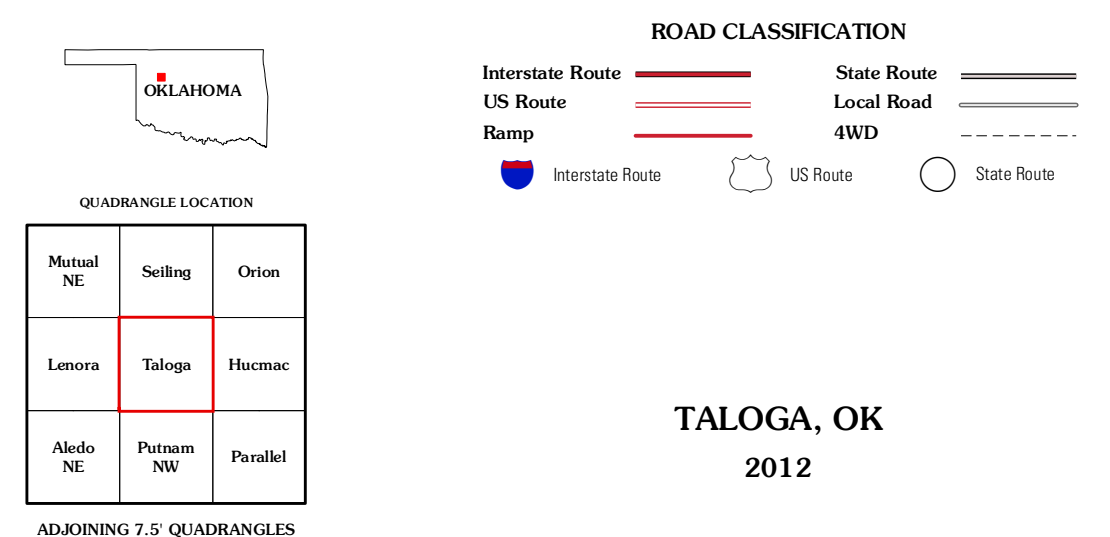 OKLAHOMA
QUADRANGLE LOCATION
Mutual
NE
Seiling
Orion
Lenora
Taloga
Hucmac
Aledo
NE
Putnam
NW
Parallel
ADJOINING 7.5' QUADRANGLES
ROAD CLASSIFICATION
Interstate Route
State Route
US Route
Local Road
Ramp
4WD
Interstate Route
US Route
State Route
TALOGA, OK
2012